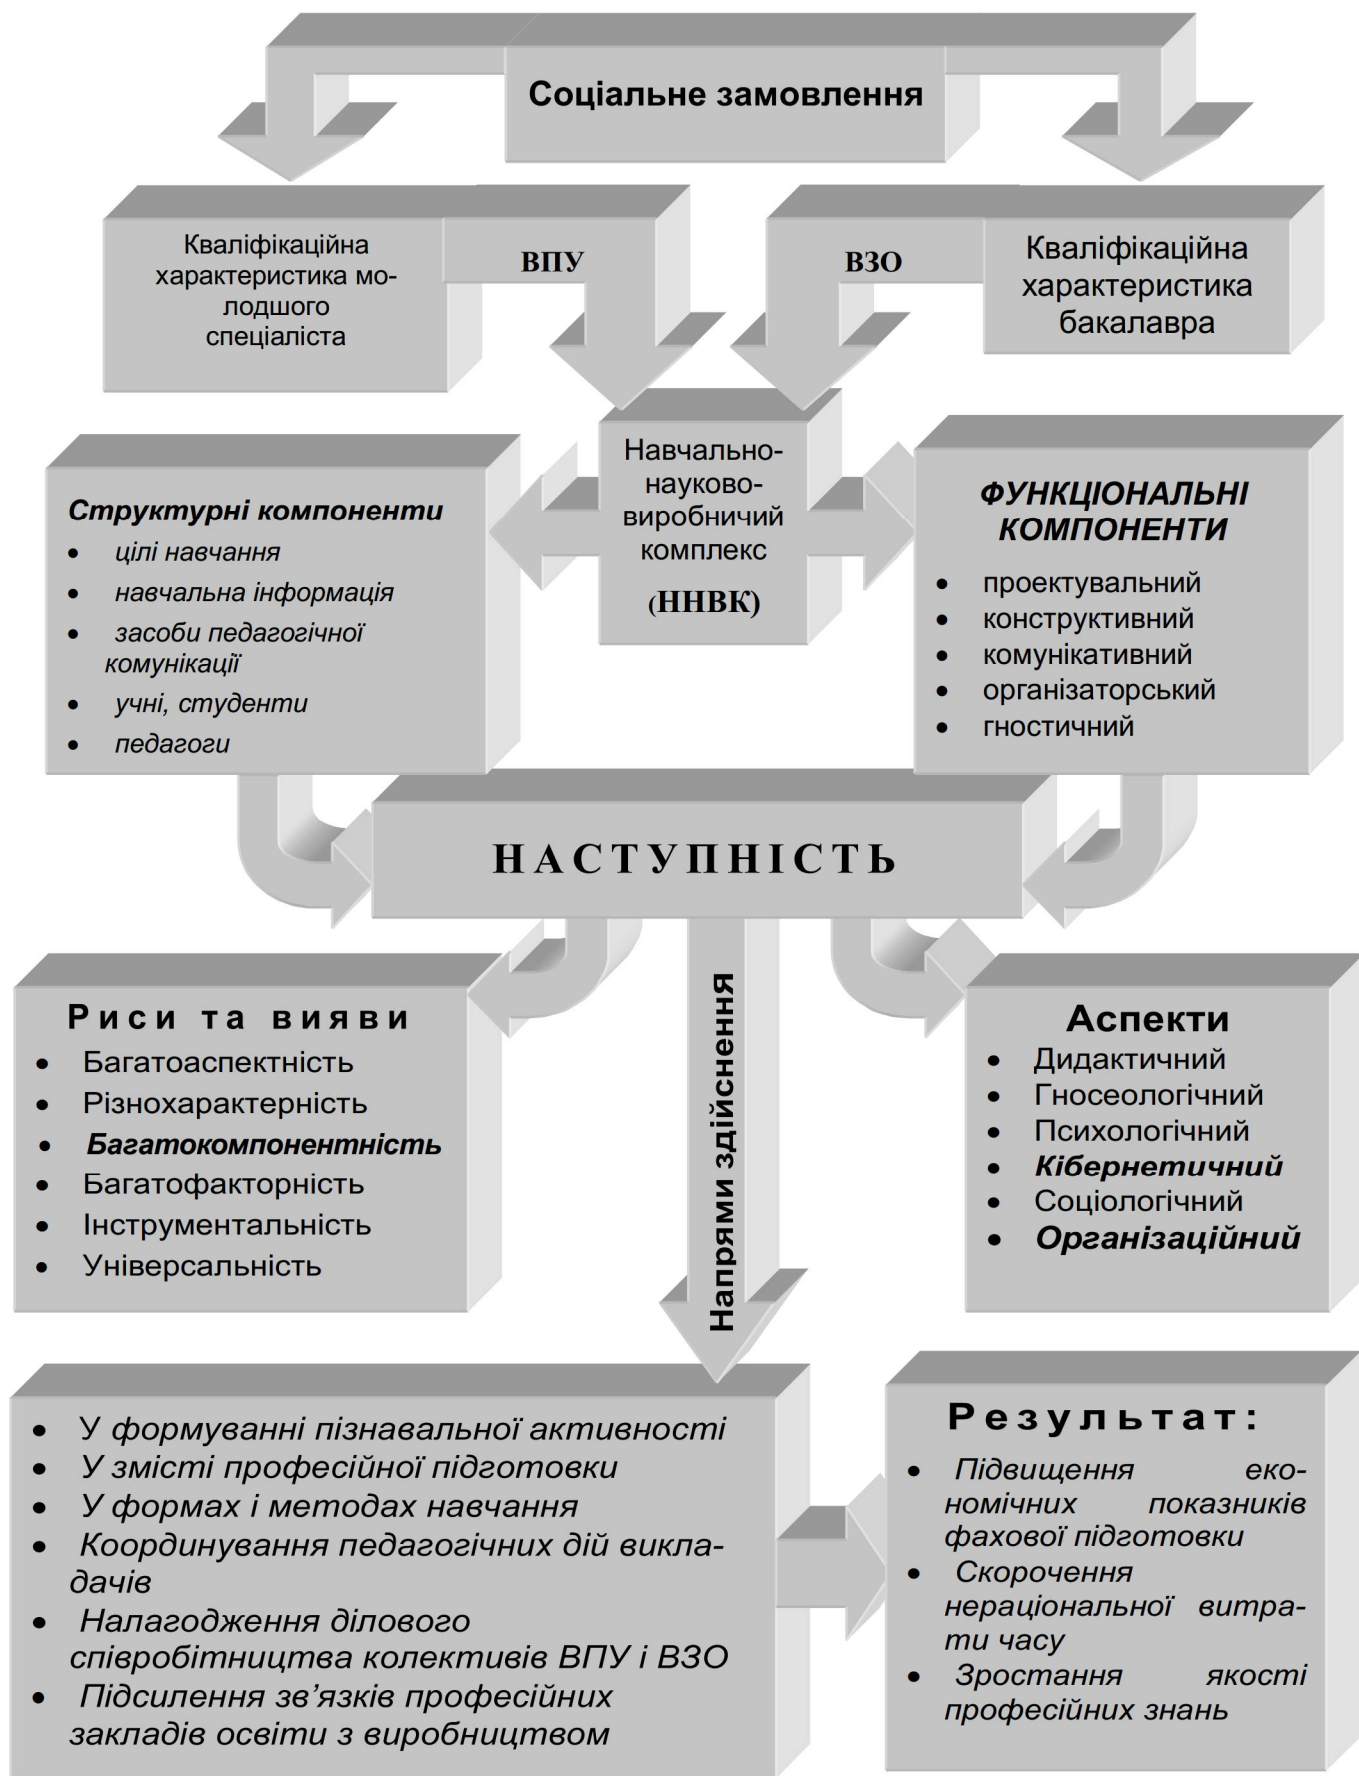 Соціальне замовлення
Кваліфікаційна
характеристика мо-
лодшого
спеціаліста
ВПУ
ВЗО
Кваліфікаційна
характеристика
бакалавра
Навчально-
науково-
виробничий
комплекс
(ННВК)
Структурні компоненти
• цілі навчання
• навчальна інформація
• засоби педагогічної
комунікації
• учні, студенти
• педагоги
ФУНКЦІОНАЛЬНІ
КОМПОНЕНТИ
• проектувальний
• конструктивний
• комунікативний
• організаторський
• гностичний
НАСТУПНІСТЬ
Риси та вияви
• Багатоаспектність
• Різнохарактерність
• Багатокомпонентність
• Багатофакторність
• Інструментальність
• Універсальність
Напрями здійснення
Аспекти
• Дидактичний
• Гносеологічний
• Психологічний
• Кібернетичний
• Соціологічний
• Організаційний
• У формуванні пізнавальної активності
• У змісті професійної підготовки
• У формах і методах навчання
• Координування педагогічних дій викла-
дачів
• Налагодження ділового
співробітництва колективів ВПУ і ВЗО
• Підсилення зв’язків професійних
закладів освіти з виробництвом
Результат:
• Підвищення еко-
номічних показників
фахової підготовки
• Скорочення
нераціональної витра-
ти часу
• Зростання якості
професійних знань